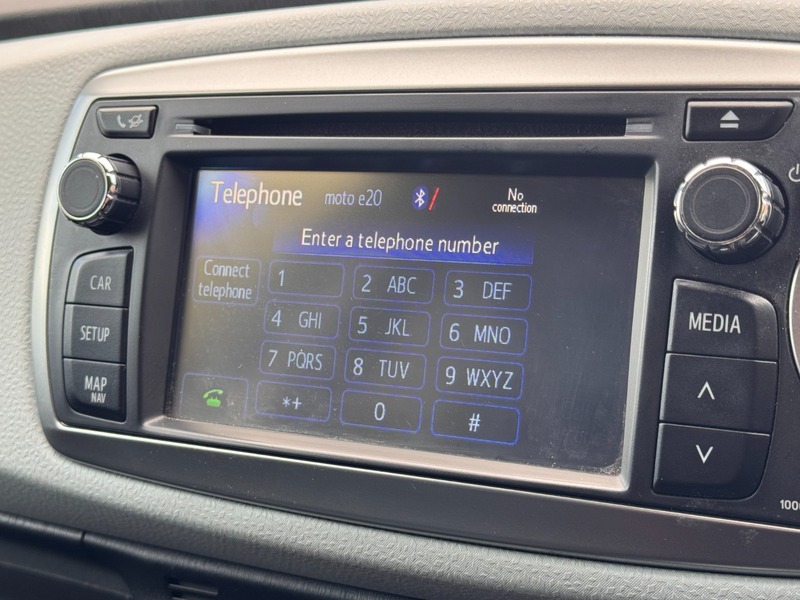 Telephone moto e20 No
connection
Enter a telephone number
Connect
telephone
1 2 ABC 3 DEF
4 GHI 5 JKL 6 MNO
7 PQRS 8 TUV 9 WXYZ
*+ 0 #
CAR
SETUP
MAP
NAV
MEDIA